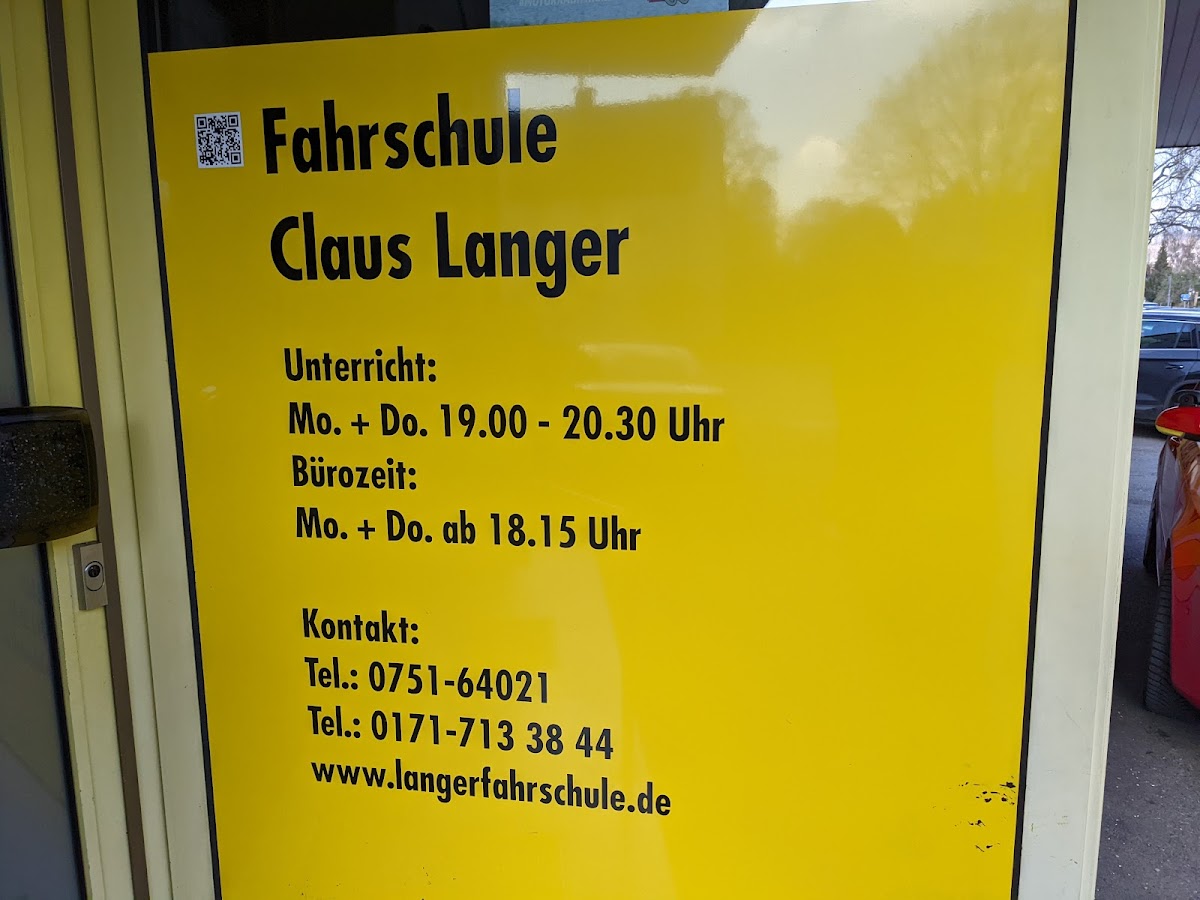 Fahrschule
Claus Langer
Unterricht:
Mo. + Do. 19.00 - 20.30 Uhr
Bürozeit:
Mo. + Do. ab 18.15 Uhr
Kontakt:
Tel.: 0751-64021
Tel.: 0171-713 38 44
www.langerfahrschule.de